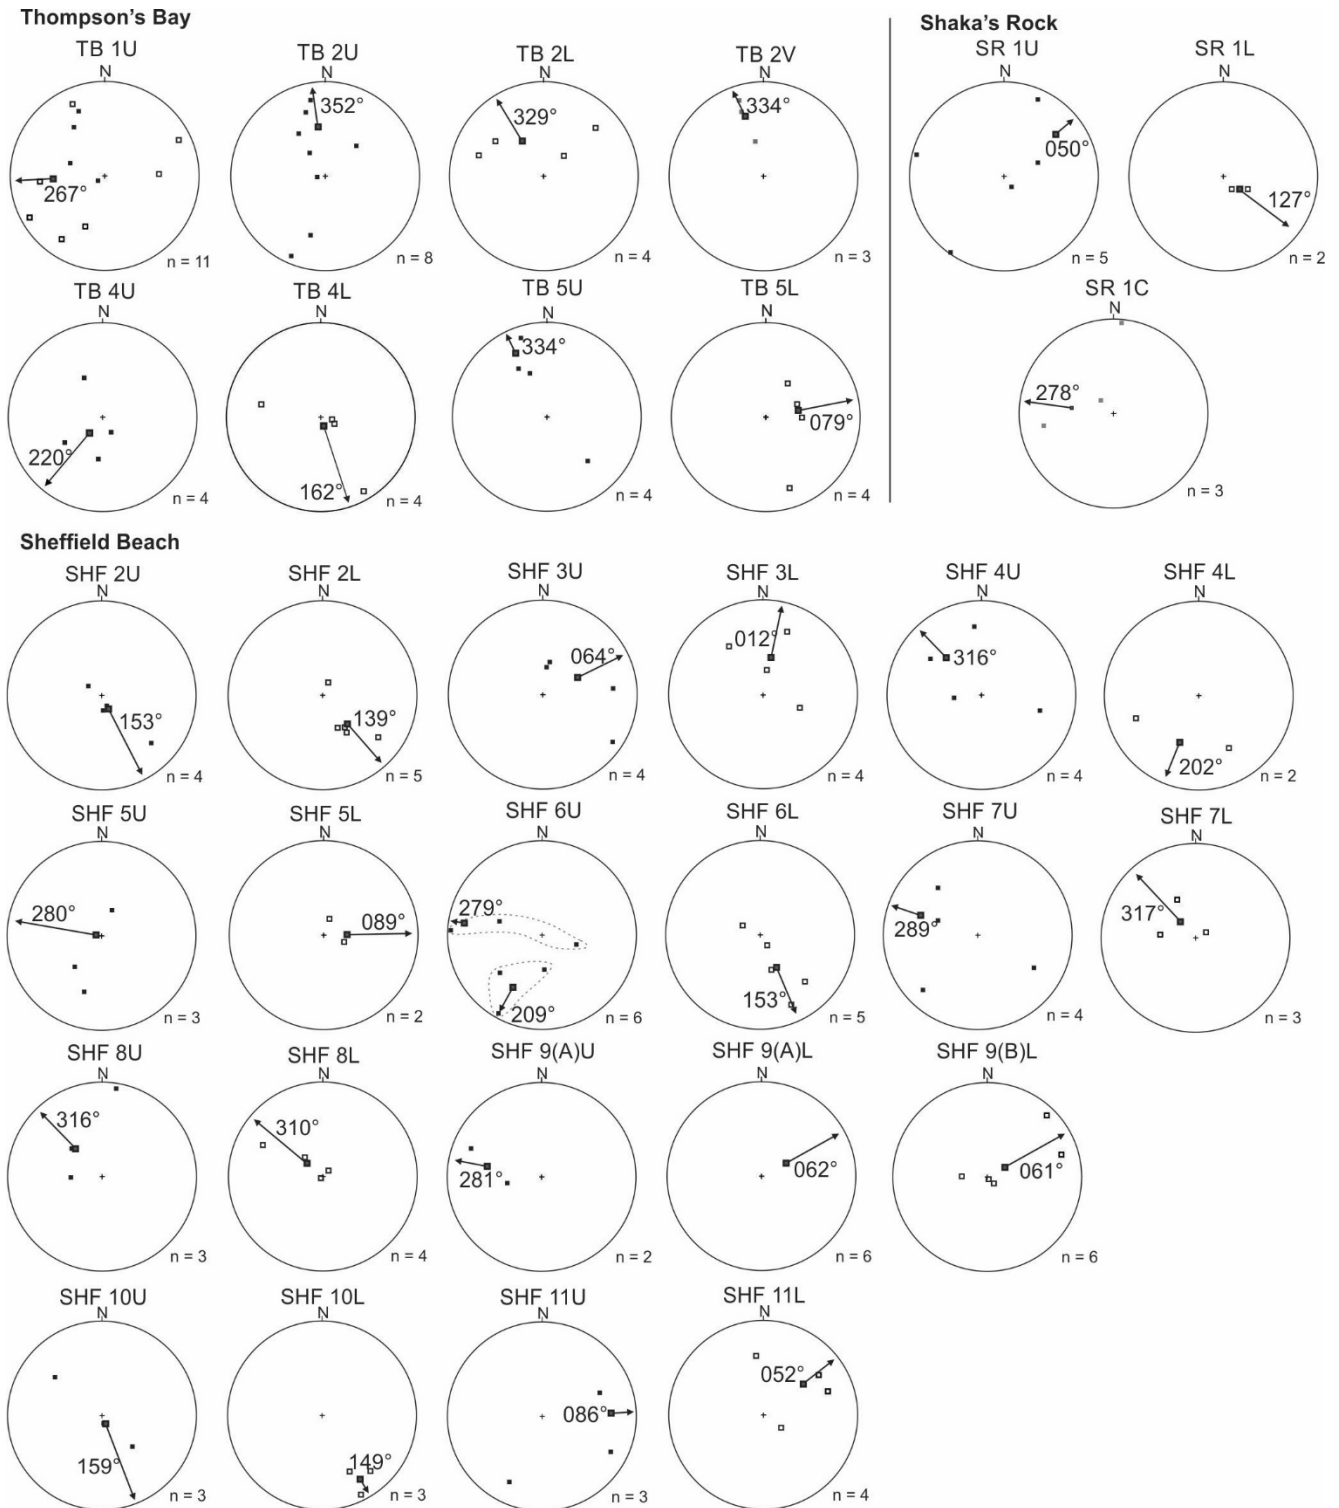 Thompson's Bay
Shaka's Rock
TB 1U
N
267°
n = 11
TB 2U
N
352°
n = 8
TB 2L
N
329°
n = 4
TB 2V
N
334°
n = 3
SR 1U
N
050°
n = 5
SR 1L
N
127°
n = 2
TB 4U
N
220°
n = 4
TB 4L
N
162°
n = 4
TB 5U
N
334°
n = 4
TB 5L
N
079°
n = 4
SR 1C
N
278°
n = 3
Sheffield Beach
SHF 2U
N
153°
n = 4
SHF 2L
N
139°
n = 5
SHF 3U
N
064°
n = 4
SHF 3L
N
012°
n = 4
SHF 4U
N
316°
n = 4
SHF 4L
N
202°
n = 2
SHF 5U
N
280°
n = 3
SHF 5L
N
089°
n = 2
SHF 6U
N
279°
209°
n = 6
SHF 6L
N
153°
n = 5
SHF 7U
N
289°
n = 4
SHF 7L
N
317°
n = 3
SHF 8U
N
316°
n = 3
SHF 8L
N
310°
n = 4
SHF 9(A)U
N
281°
n = 2
SHF 9(A)L
N
062°
n = 6
SHF 9(B)L
N
061°
n = 6
SHF 10U
N
159°
n = 3
SHF 10L
N
149°
n = 3
SHF 11U
N
086°
n = 3
SHF 11L
N
052°
n = 4